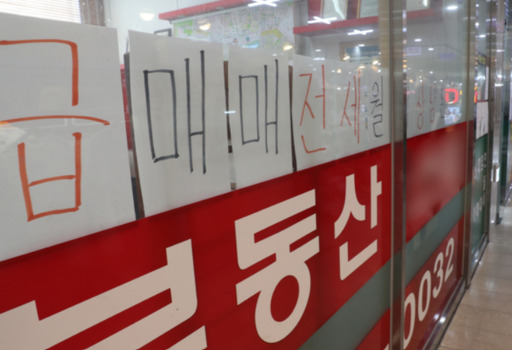 급 매매 전세 월
부동산
0032